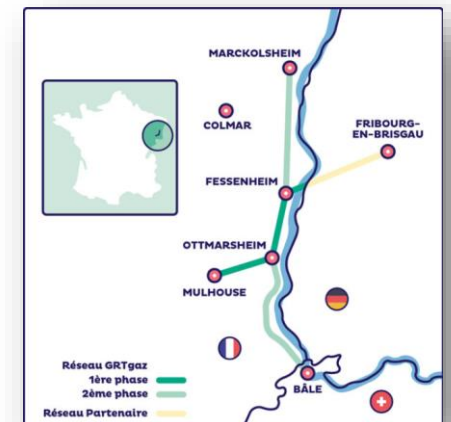 MARCKOLSHEIM
COLMAR
FRIBOURG-
EN-BRISGAU
FESSENHEIM
OTTMARSHEIM
MULHOUSE
Réseau GRTgaz
1ère phase
2ème phase
Réseau Partenaire
BÂLE